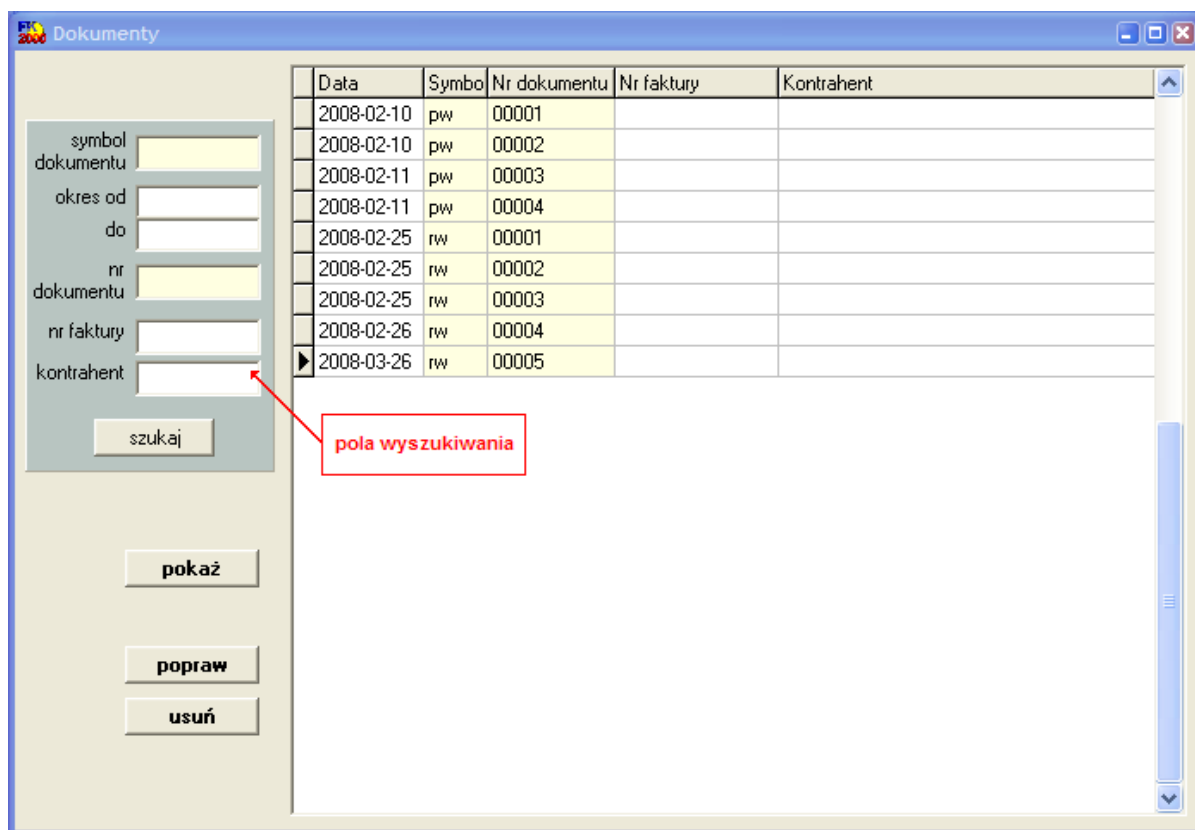 FK 2000 Dokumenty
Data Symbo Nr dokumentu Nr faktury Kontrahent
2008-02-10 pw 00001
2008-02-10 pw 00002
2008-02-11 pw 00003
2008-02-11 pw 00004
2008-02-25 rw 00001
2008-02-25 rw 00002
2008-02-25 rw 00003
2008-02-26 rw 00004
2008-03-26 rw 00005
symbol
dokumentu
okres od
do
nr
dokumentu
nr faktury
kontrahent
szukaj
pola wyszukiwania
pokaż
popraw
usuń